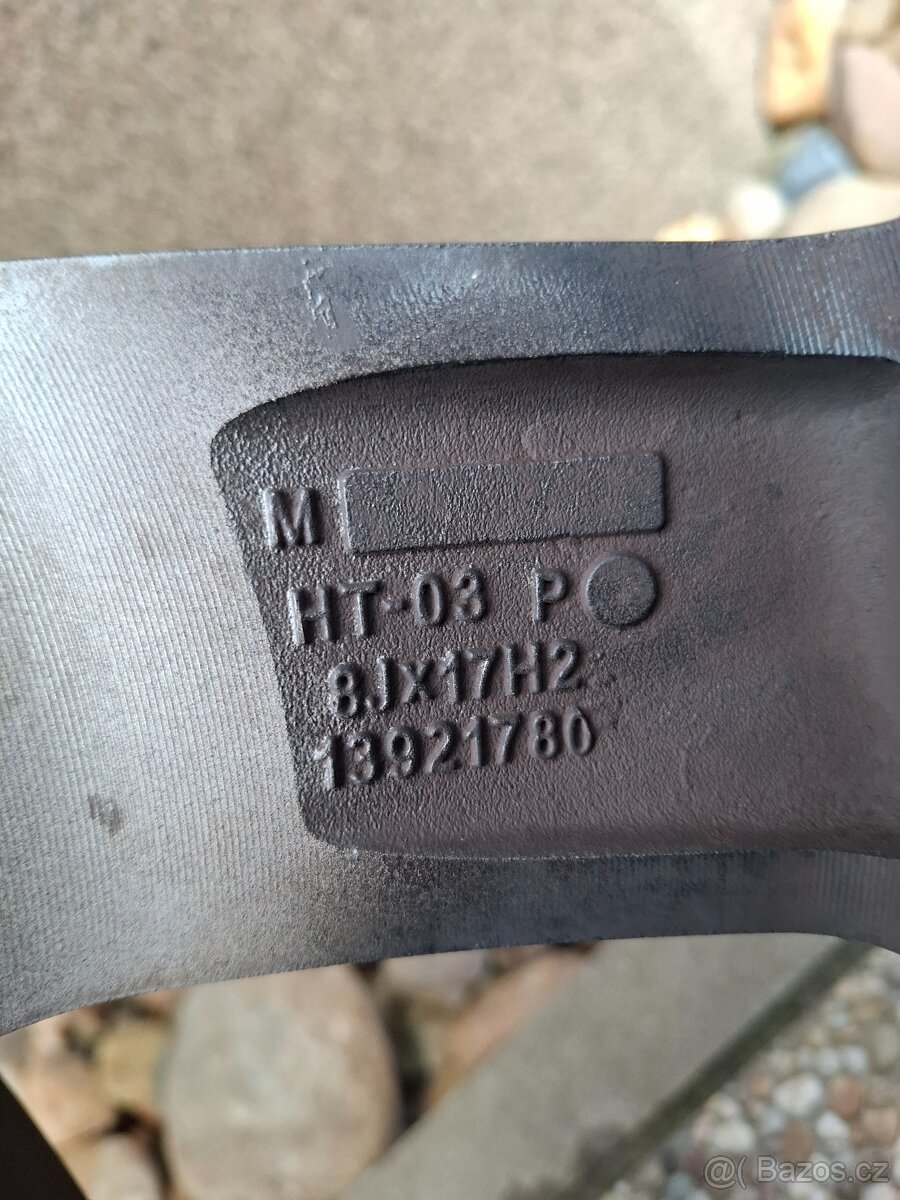 M
HT-03 P
8Jx17H2
13921780
@( Bazos.cz